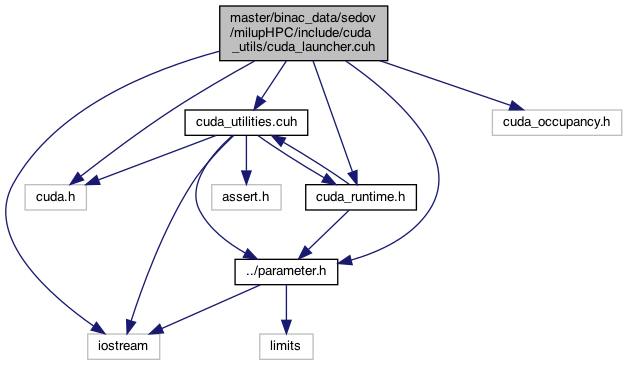 master/binac_data/sedov
/milupHPC/include/cuda
_utils/cuda_launcher.cuh
cuda_utilities.cuh
cuda_occupancy.h
cuda.h
assert.h
cuda_runtime.h
../parameter.h
iostream
limits